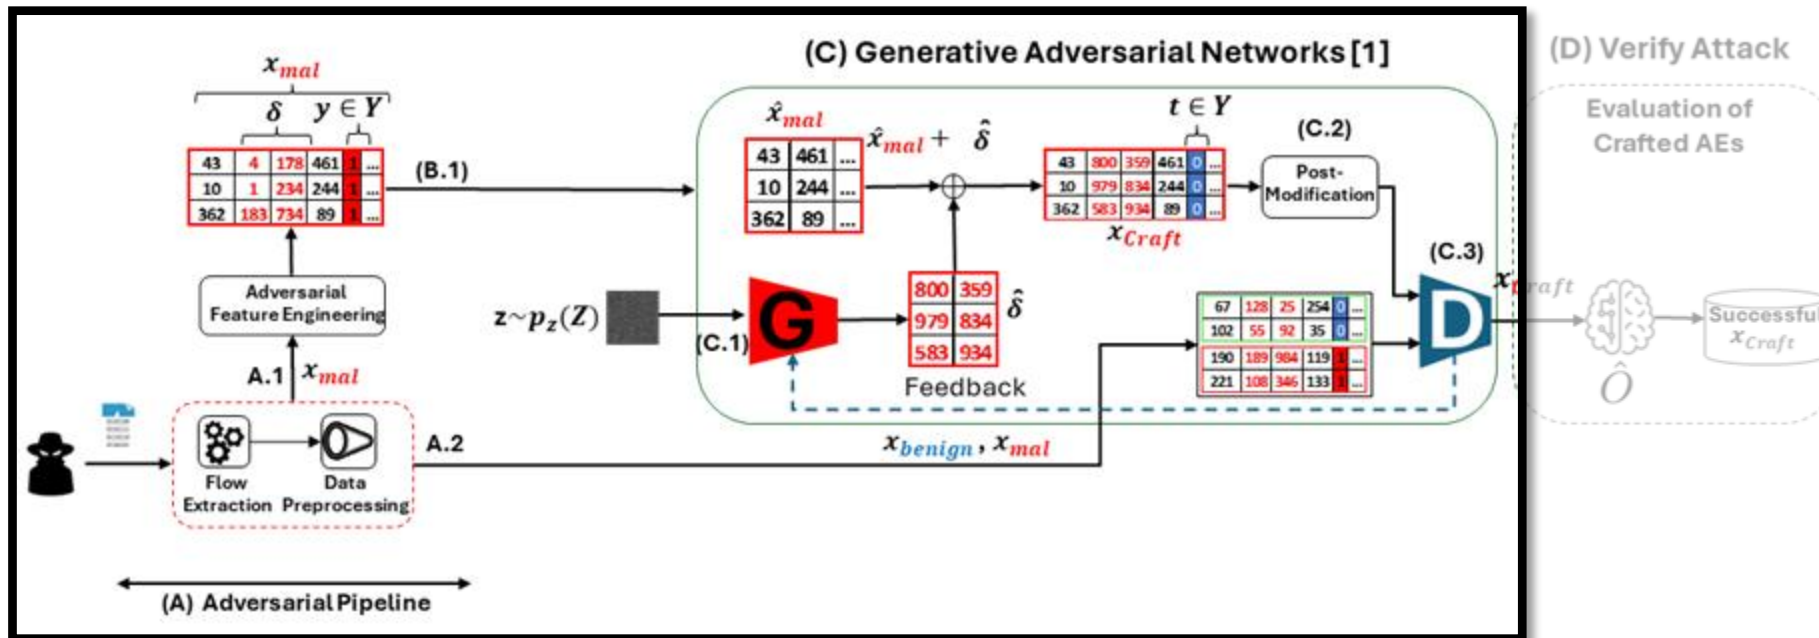 (C) Generative Adversarial Networks [1]
(D) Verify Attack
Evaluation of
Crafted AEs
x_mal
δ y ∈ Y
43 4 178 461 1 ...
10 1 234 244 1 ...
362 183 734 89 1 ...
(B.1)
x̂_mal
43 461 ...
10 244 ...
362 89 ...
x̂_mal + δ̂
t ∈ Y
43 800 359 461 0 ...
10 979 834 244 0 ...
362 583 934 89 0 ...
x_Craft
(C.2)
Post-
Modification
(C.3)
Adversarial
Feature Engineering
A.1 x_mal
z~p_z(Z)
(C.1)
G
800 359
979 834
583 934
δ̂
Feedback
67 128 25 254 0 ...
102 55 92 35 0 ...
190 189 984 119 1 ...
221 108 346 133 1 ...
D
x_craft
Ô
Successful
x_Craft
Flow
Extraction
Data
Preprocessing
A.2
x_benign, x_mal
(A) Adversarial Pipeline